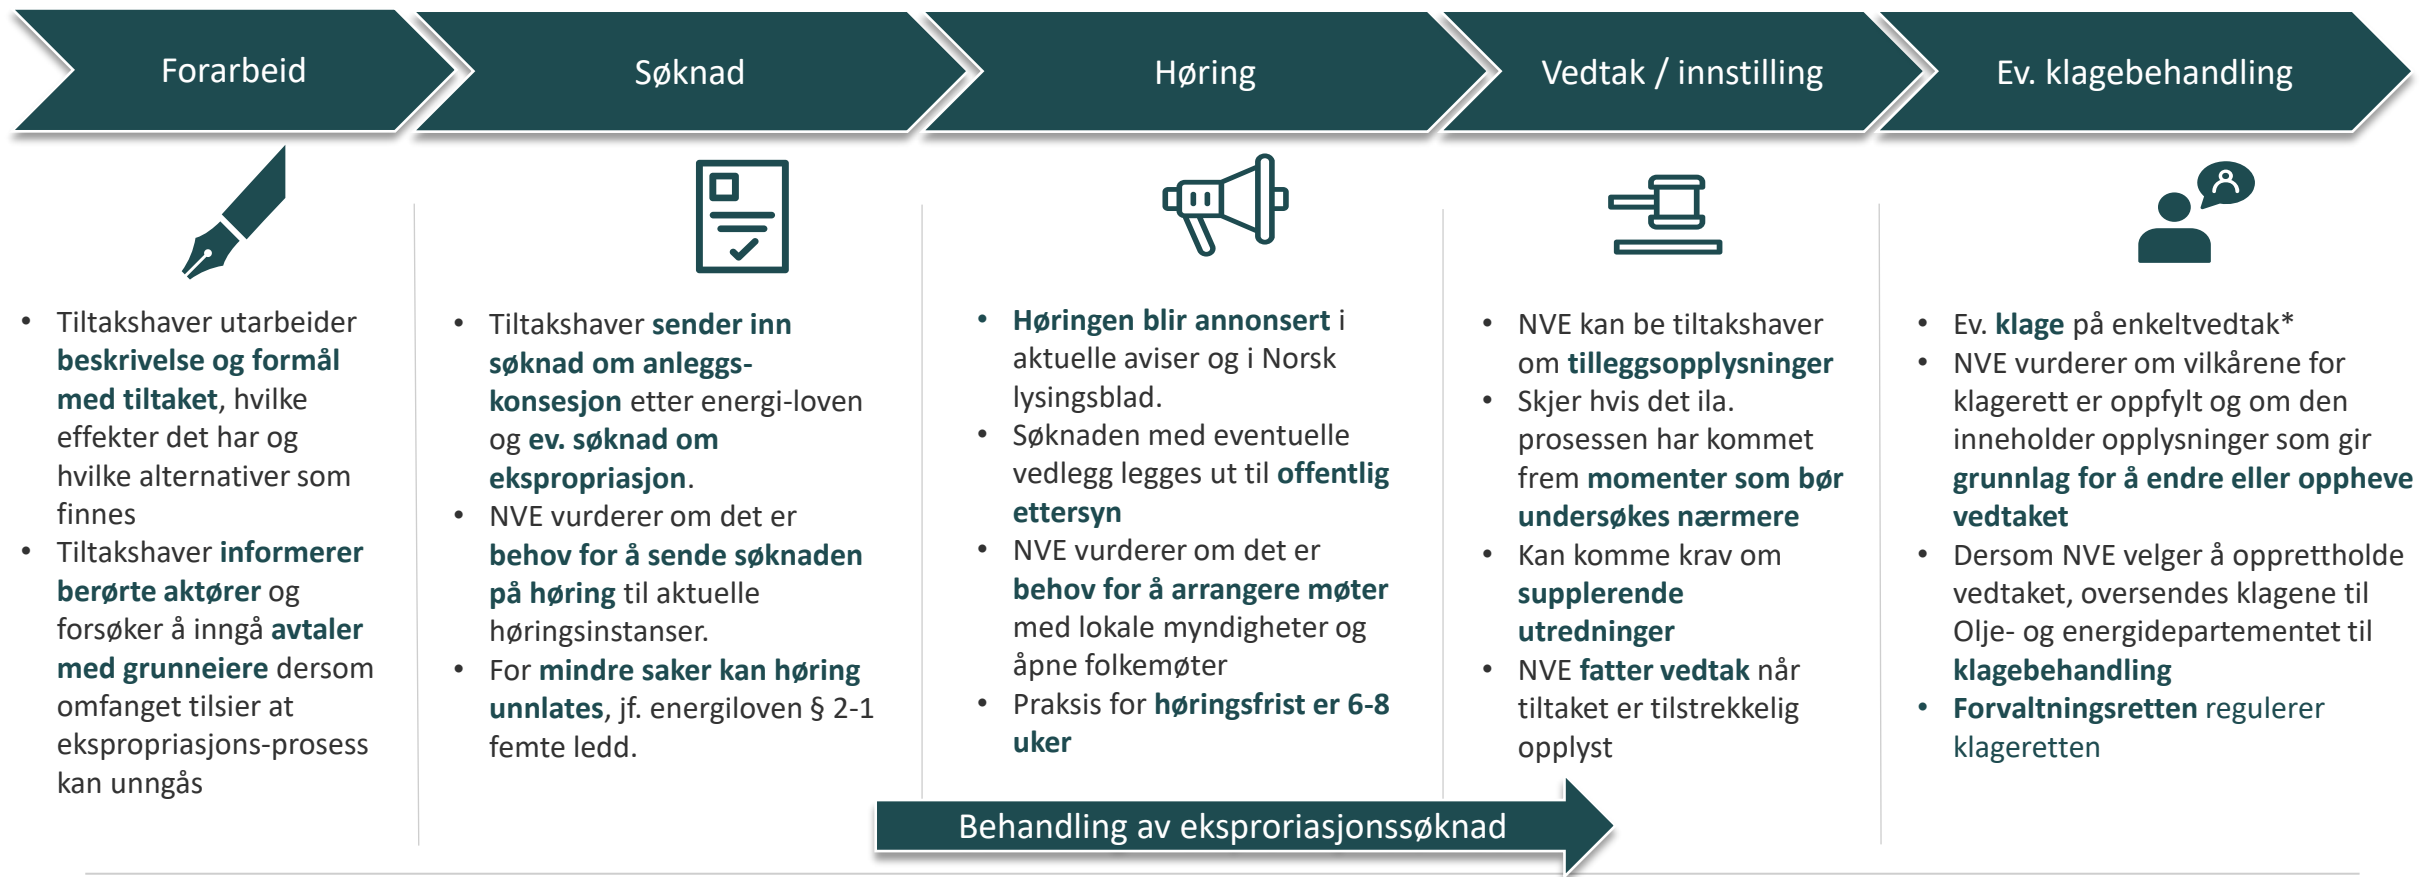 Forarbeid
Søknad
Høring
Vedtak / innstilling
Ev. klagebehandling
• Tiltakshaver utarbeider
beskrivelse og formål
med tiltaket, hvilke
effekter det har og
hvilke alternativer som
finnes
• Tiltakshaver informerer
berørte aktører og
forsøker å inngå avtaler
med grunneiere dersom
omfanget tilsier at
ekspropriasjons-prosess
kan unngås
• Tiltakshaver sender inn
søknad om anleggs-
konsesjon etter energi-loven
og ev. søknad om
ekspropriasjon.
• NVE vurderer om det er
behov for å sende søknaden
på høring til aktuelle
høringsinstanser.
• For mindre saker kan høring
unnlates, jf. energiloven § 2-1
femte ledd.
• Høringen blir annonsert i
aktuelle aviser og i Norsk
lysingsblad.
• Søknaden med eventuelle
vedlegg legges ut til offentlig
ettersyn
• NVE vurderer om det er
behov for å arrangere møter
med lokale myndigheter og
åpne folkemøter
• Praksis for høringsfrist er 6-8
uker
• NVE kan be tiltakshaver
om tilleggsopplysninger
• Skjer hvis det ila.
prosessen har kommet
frem momenter som bør
undersøkes nærmere
• Kan komme krav om
supplerende
utredninger
• NVE fatter vedtak når
tiltaket er tilstrekkelig
opplyst
• Ev. klage på enkeltvedtak*
• NVE vurderer om vilkårene for
klagerett er oppfylt og om den
inneholder opplysninger som gir
grunnlag for å endre eller oppheve
vedtaket
• Dersom NVE velger å opprettholde
vedtaket, oversendes klagene til
Olje- og energidepartementet til
klagebehandling
• Forvaltningsretten regulerer
klageretten
Behandling av eksproriasjonssøknad